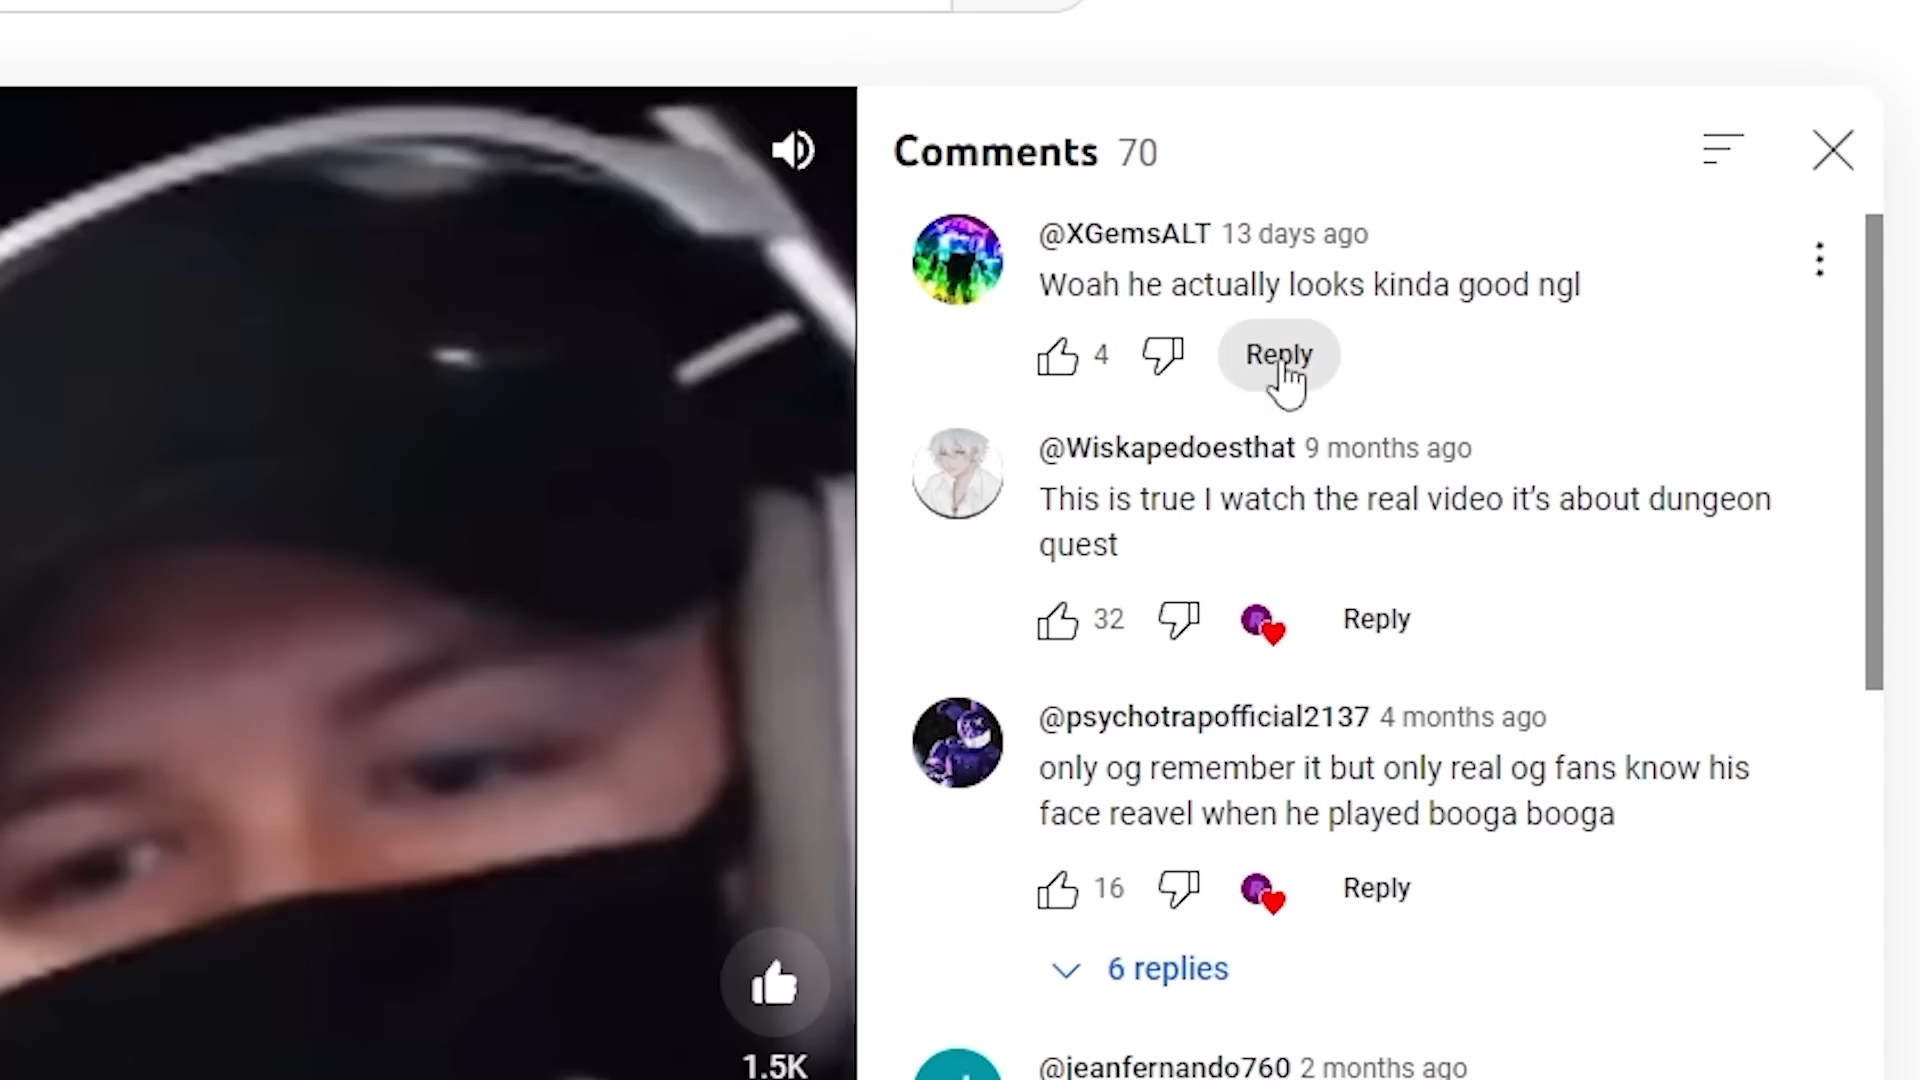 Comments 70
@XGemsALT 13 days ago
Woah he actually looks kinda good ngl
4 Reply
@Wiskapedoesthat 9 months ago
This is true I watch the real video it’s about dungeon
quest
32 Reply
@psychotrapofficial2137 4 months ago
only og remember it but only real og fans know his
face reavel when he played booga booga
16 Reply
6 replies
1.5K
@jeanfernando760 2 months ago